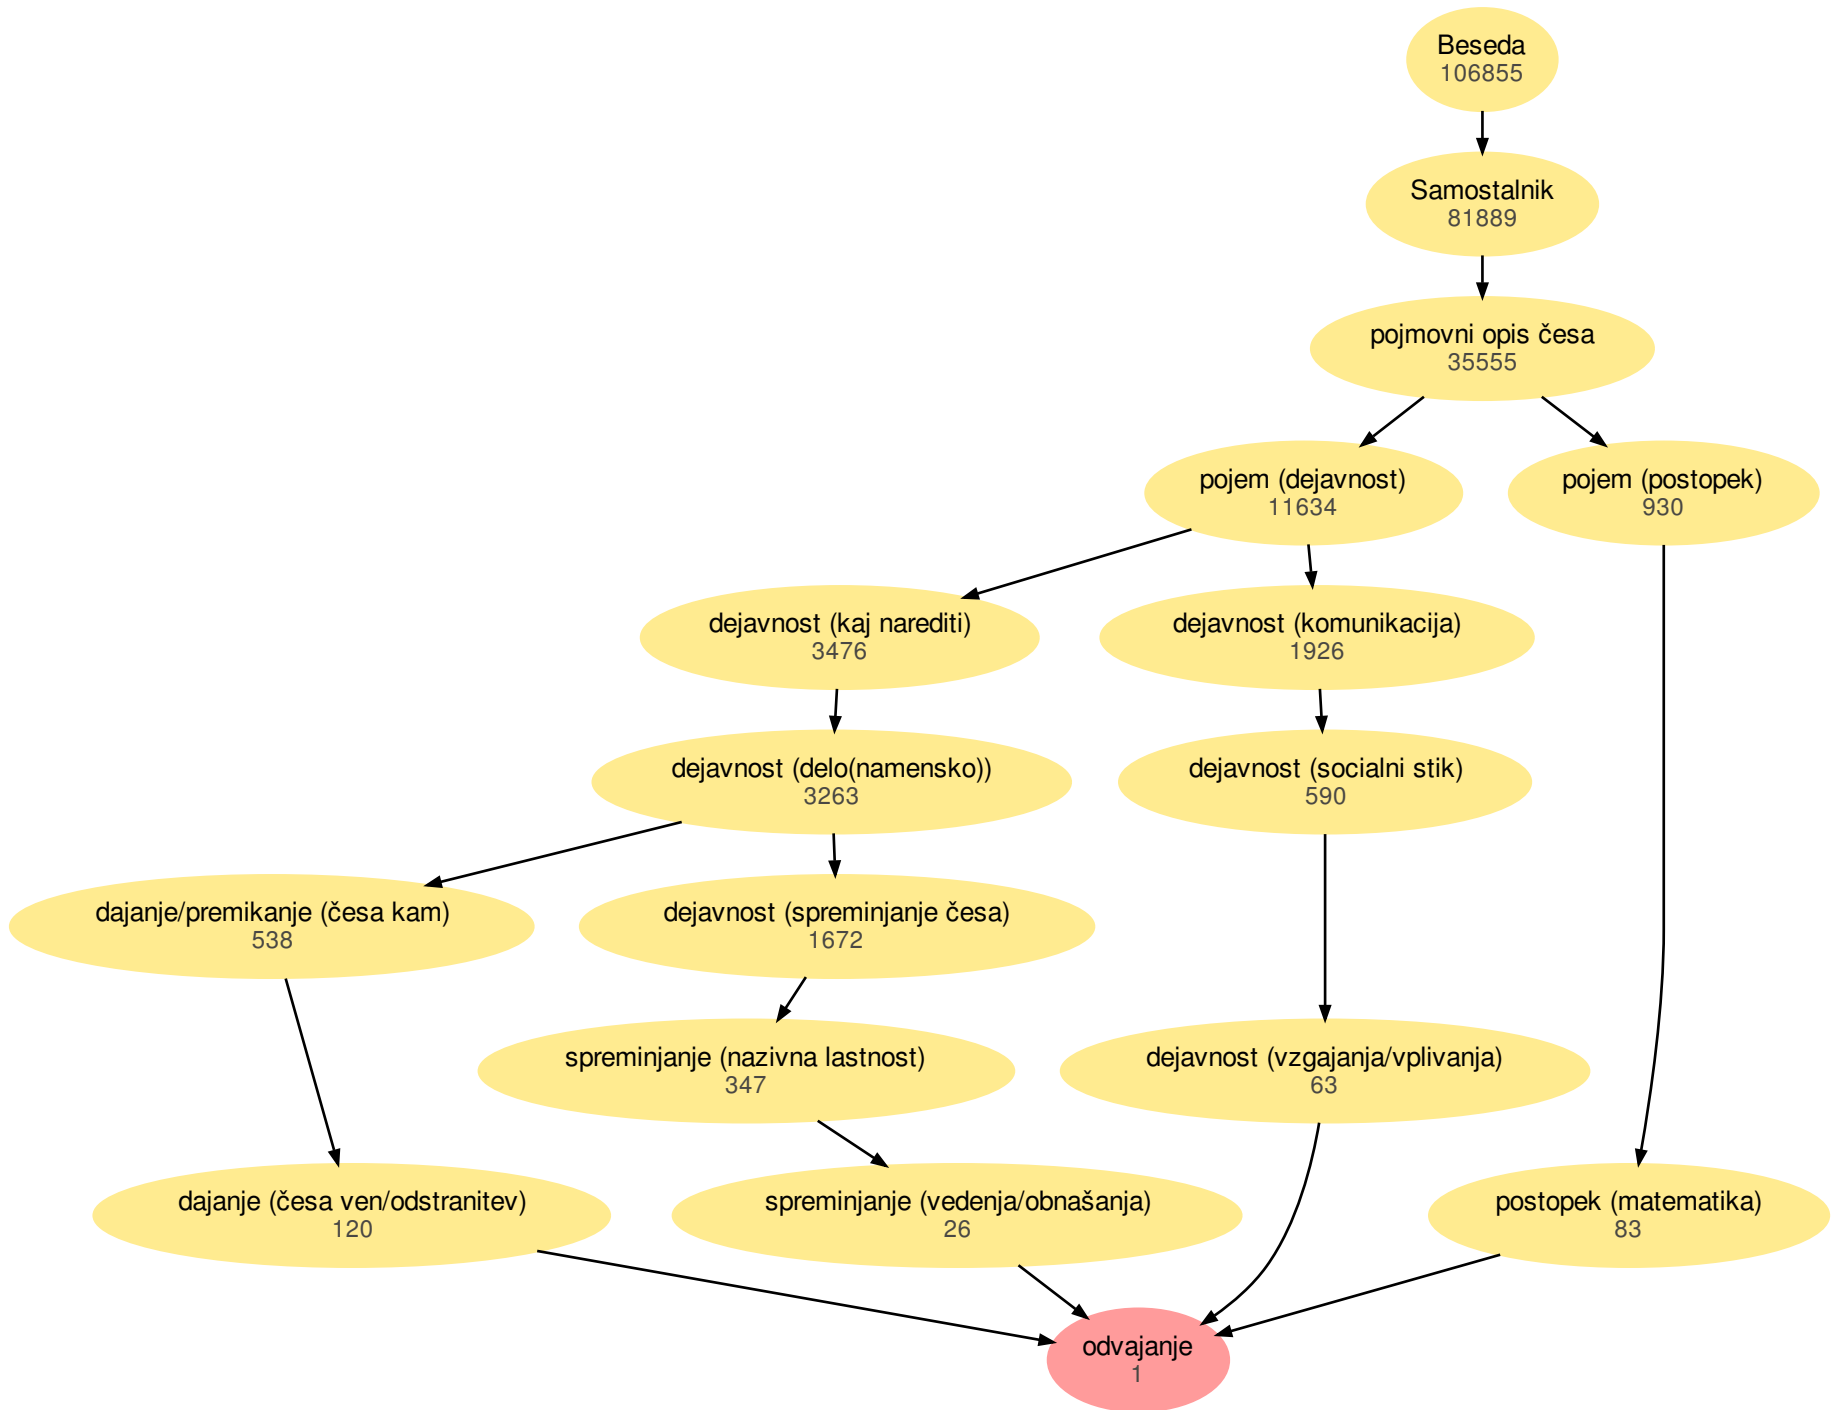 Beseda
106855
Samostalnik
81889
pojmovni opis česa
35555
pojem (dejavnost)
11634
pojem (postopek)
930
dejavnost (kaj narediti)
3476
dejavnost (komunikacija)
1926
dejavnost (delo(namensko))
3263
dejavnost (socialni stik)
590
dajanje/premikanje (česa kam)
538
dejavnost (spreminjanje česa)
1672
spreminjanje (nazivna lastnost)
347
dejavnost (vzgajanja/vplivanja)
63
dajanje (česa ven/odstranitev)
120
spreminjanje (vedenja/obnašanja)
26
postopek (matematika)
83
odvajanje
1